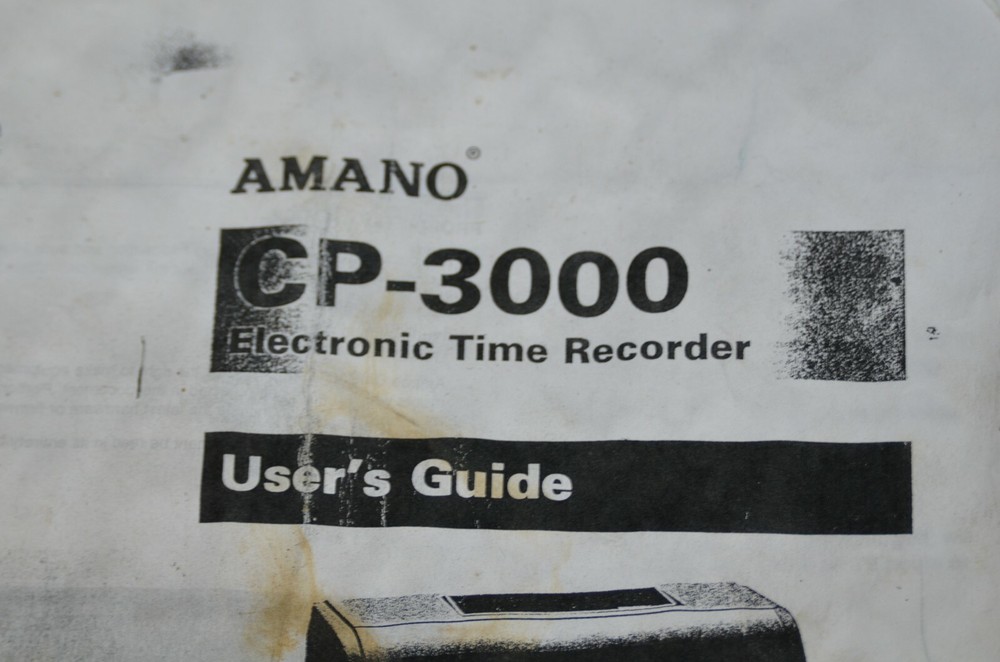 AMANO®
CP-3000
Electronic Time Recorder
User's Guide